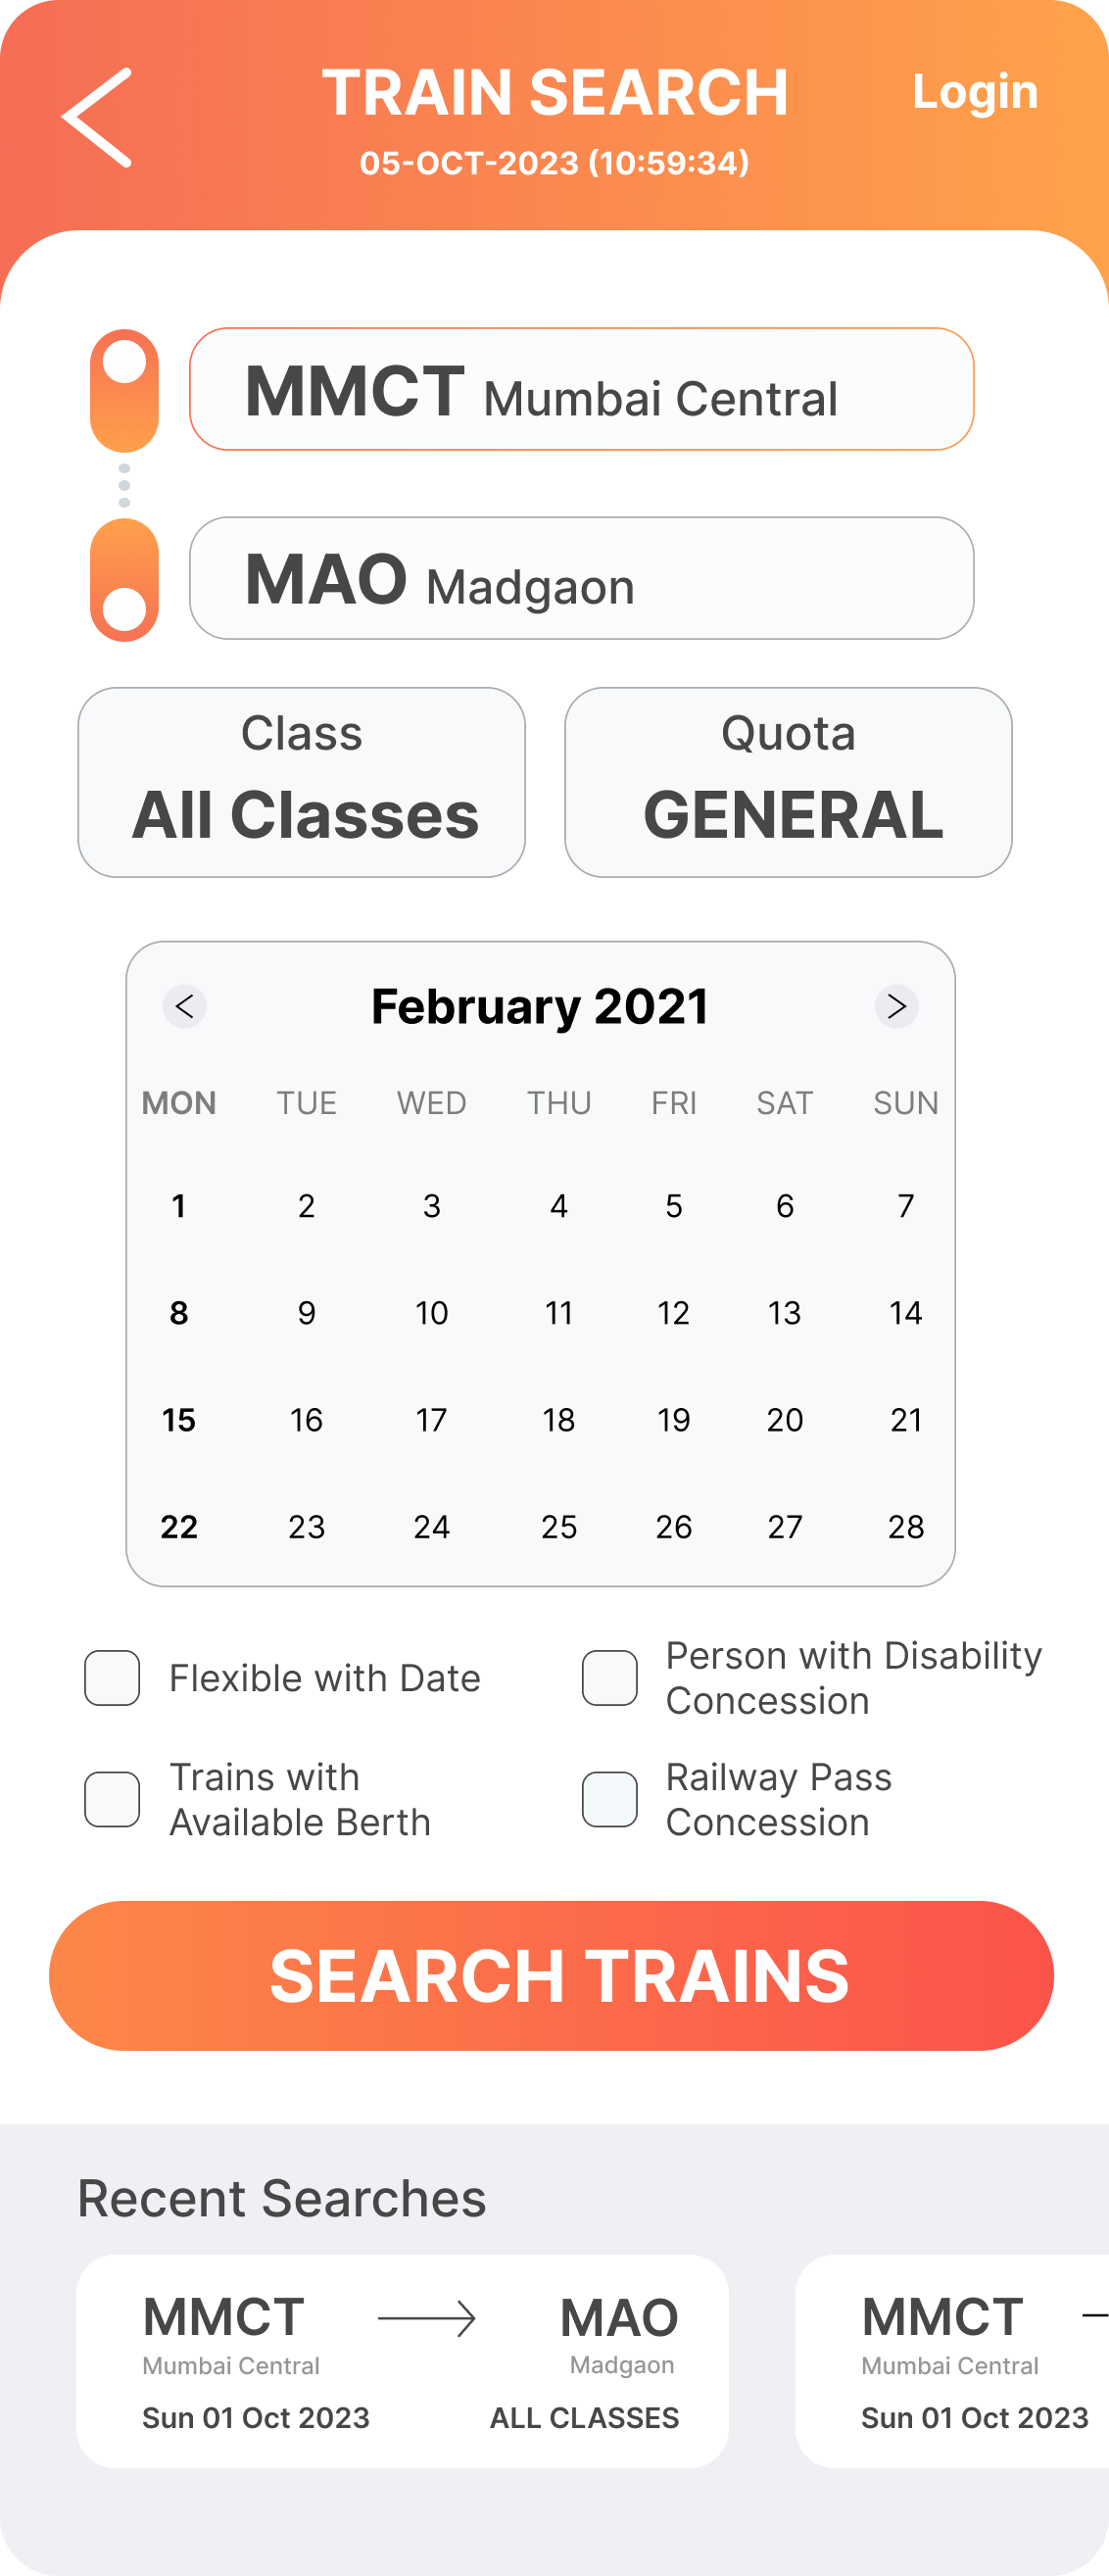 TRAIN SEARCH
Login
05-OCT-2023 (10:59:34)
MMCT Mumbai Central
MAO Madgaon
Class
All Classes
Quota
GENERAL
February 2021
MON TUE WED THU FRI SAT SUN
1 2 3 4 5 6 7
8 9 10 11 12 13 14
15 16 17 18 19 20 21
22 23 24 25 26 27 28
Flexible with Date
Person with Disability
Concession
Trains with
Available Berth
Railway Pass
Concession
SEARCH TRAINS
Recent Searches
MMCT MAO
Mumbai Central Madgaon
Sun 01 Oct 2023 ALL CLASSES
MMCT
Mumbai Central
Sun 01 Oct 2023